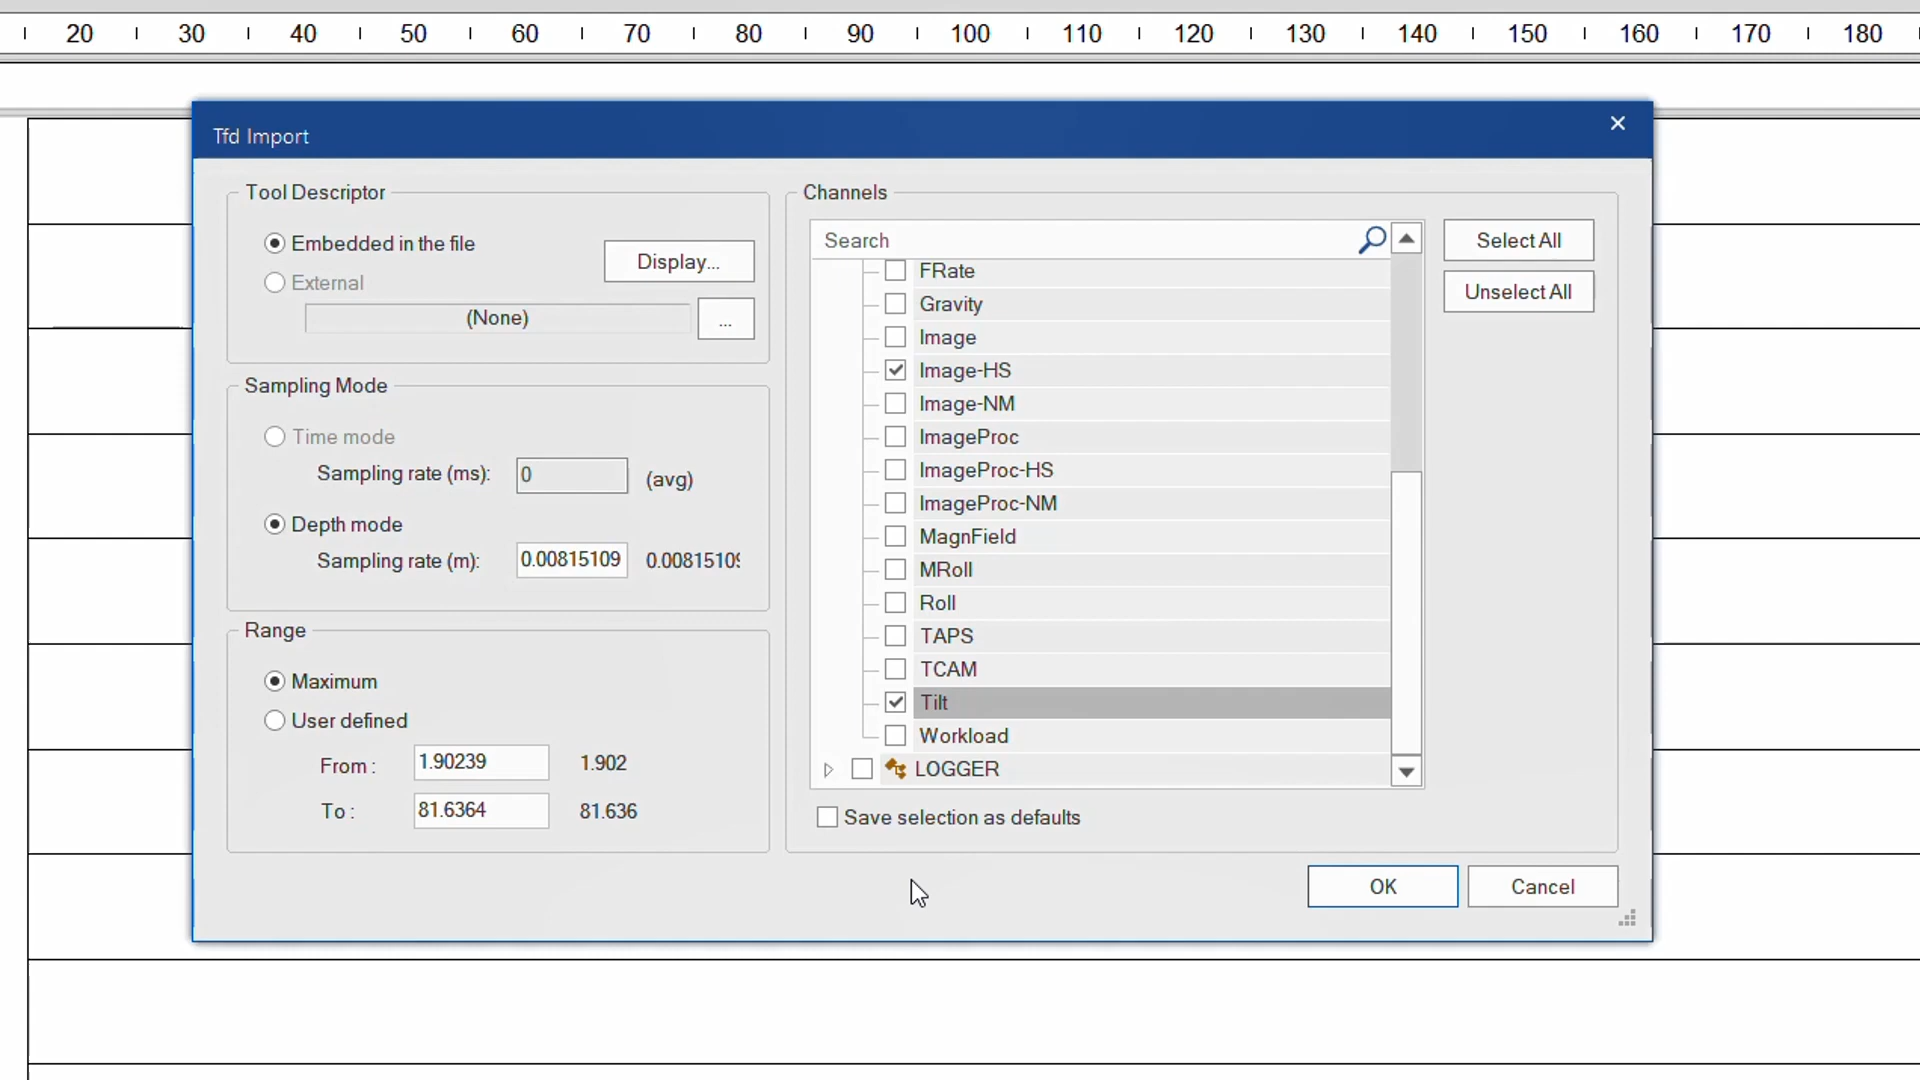 20 30 40 50 60 70 80 90 100 110 120 130 140 150 160 170 180
Tfd Import
Tool Descriptor
Embedded in the file
Display...
External
(None)
...
Sampling Mode
Time mode
Sampling rate (ms): 0 (avg)
Depth mode
Sampling rate (m): 0.00815109 0.00815109
Range
Maximum
User defined
From : 1.90239 1.902
To : 81.6364 81.636
Channels
Search
Select All
Unselect All
FRate
Gravity
Image
Image-HS
Image-NM
ImageProc
ImageProc-HS
ImageProc-NM
MagnField
MRoll
Roll
TAPS
TCAM
Tilt
Workload
LOGGER
Save selection as defaults
OK
Cancel